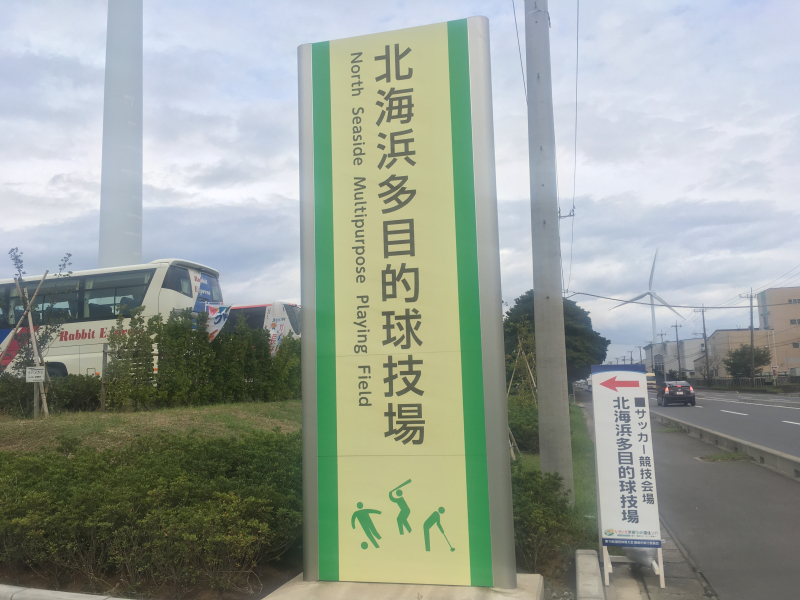 北海浜多目的球技場
North Seaside Multipurpose Playing Field
Rabbit E
■サッカー競技会場
北海浜多目的球技場